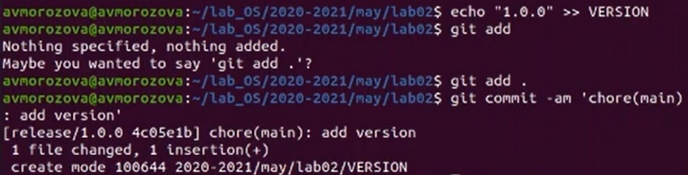 avmorozova@avmorozova:~/lab_OS/2020-2021/may/lab02$ echo "1.0.0" >> VERSION
avmorozova@avmorozova:~/lab_OS/2020-2021/may/lab02$ git add
Nothing specified, nothing added.
Maybe you wanted to say 'git add .'?
avmorozova@avmorozova:~/lab_OS/2020-2021/may/lab02$ git add .
avmorozova@avmorozova:~/lab_OS/2020-2021/may/lab02$ git commit -am 'chore(main)
: add version'
[release/1.0.0 4c05e1b] chore(main): add version
 1 file changed, 1 insertion(+)
 create mode 100644 2020-2021/may/lab02/VERSION